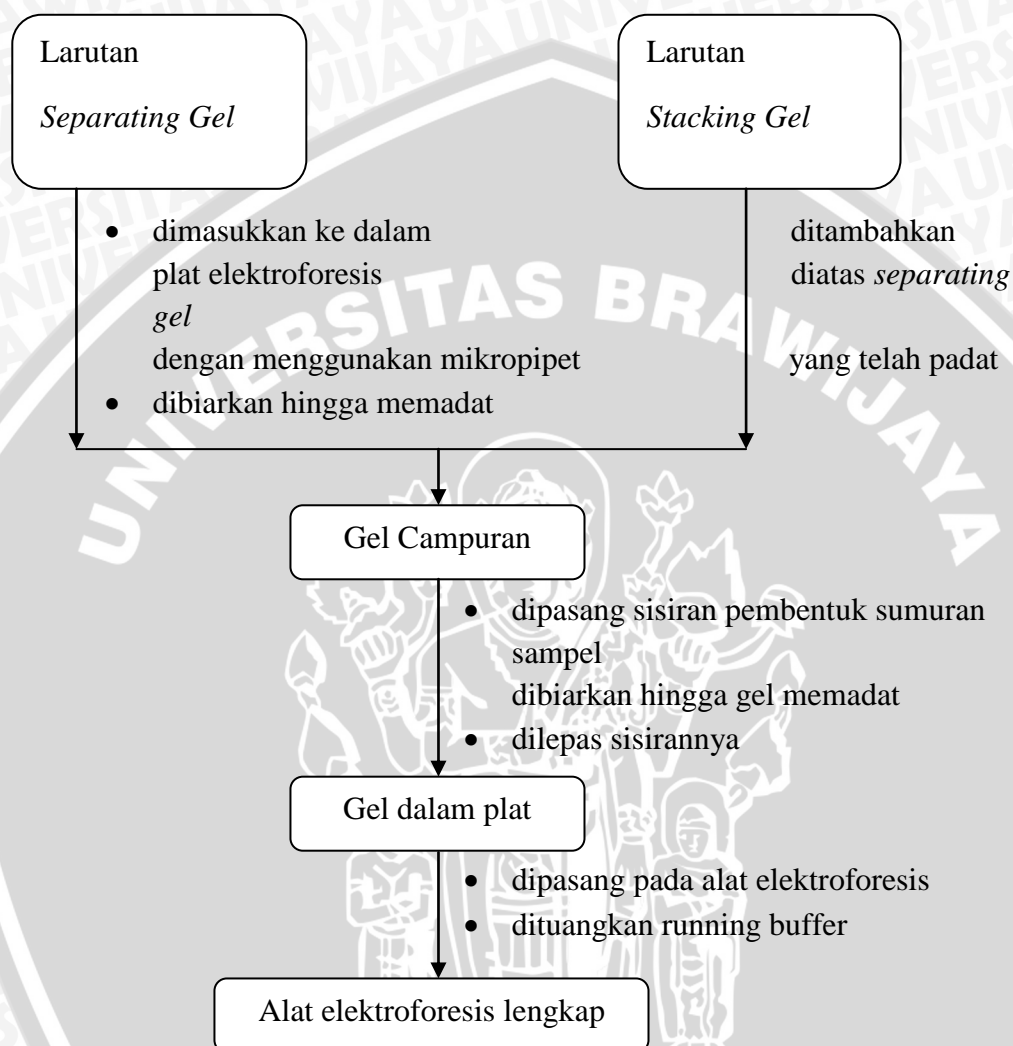 Larutan
Separating Gel
Larutan
Stacking Gel
• dimasukkan ke dalam
plat elektroforesis
gel
dengan menggunakan mikropipet
• dibiarkan hingga memadat
ditambahkan
diatas separating
yang telah padat
UNIVERSITAS BRAWIJAYA
Gel Campuran
• dipasang sisiran pembentuk sumuran
sampel
dibiarkan hingga gel memadat
• dilepas sisirannya
Gel dalam plat
• dipasang pada alat elektroforesis
• dituangkan running buffer
Alat elektroforesis lengkap